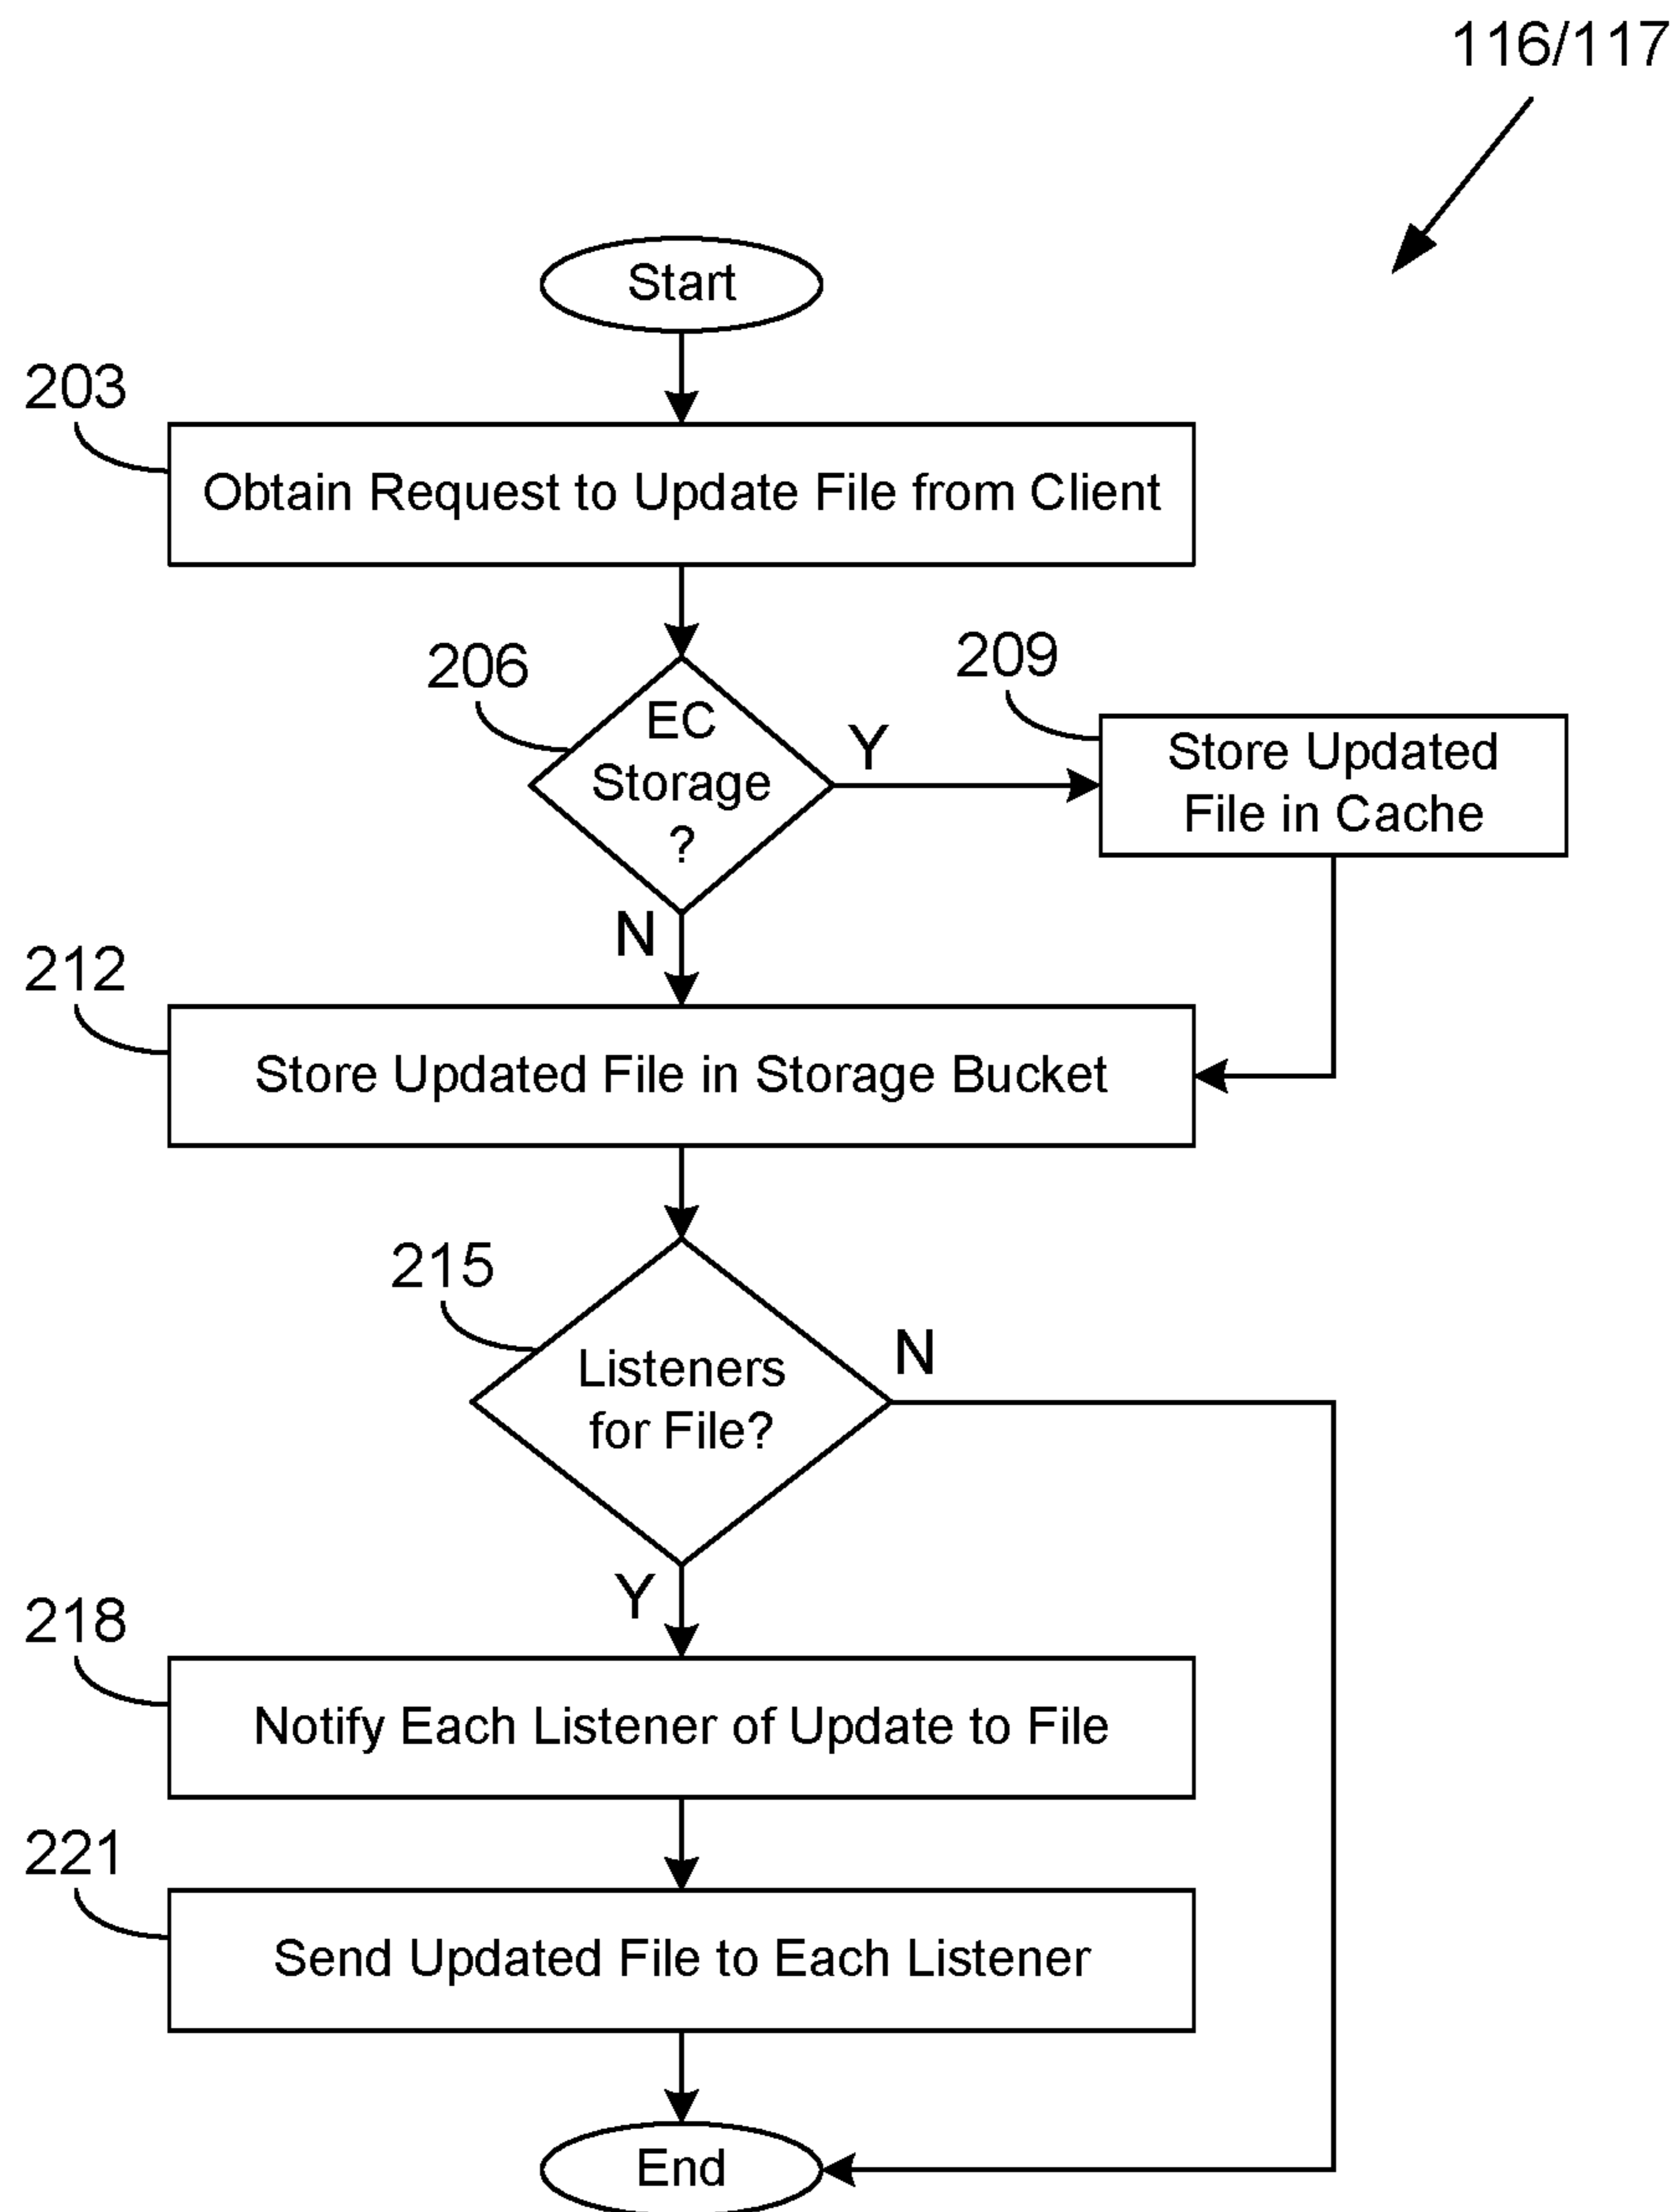 116/117
Start
203
Obtain Request to Update File from Client
206
EC
Storage
?
Y
209
Store Updated
File in Cache
N
212
Store Updated File in Storage Bucket
215
Listeners
for File?
N
Y
218
Notify Each Listener of Update to File
221
Send Updated File to Each Listener
End